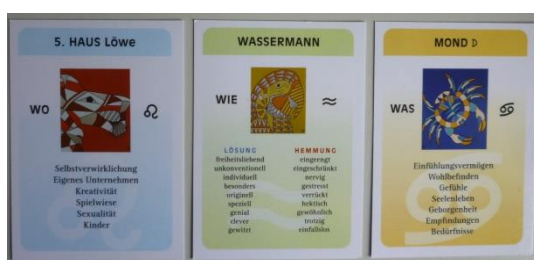 5. HAUS Löwe
WO ♌
Selbstverwirklichung
Eigenes Unternehmen
Kreativität
Spielwiese
Sexualität
Kinder
WASSERMANN
WIE ♒
LÖSUNG
freiheitsliebend
unkonventionell
individuell
besonders
originell
speziell
genial
clever
gewitzt
HEMMUNG
eingeengt
eingeschränkt
nervig
gestresst
verrückt
hektisch
gewöhnlich
trotzig
einfallslos
MOND ☽
WAS ♋
Einfühlungsvermögen
Wohlbefinden
Gefühle
Seelenleben
Geborgenheit
Empfindungen
Bedürfnisse